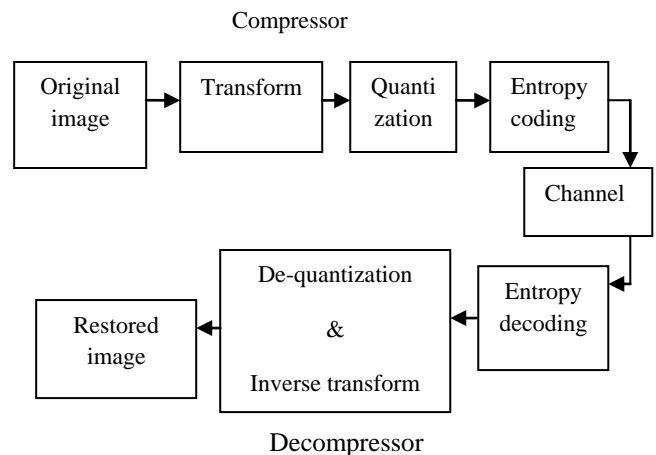 Compressor
Original
image
Transform
Quanti
zation
Entropy
coding
Channel
De-quantization
&
Inverse transform
Entropy
decoding
Restored
image
Decompressor